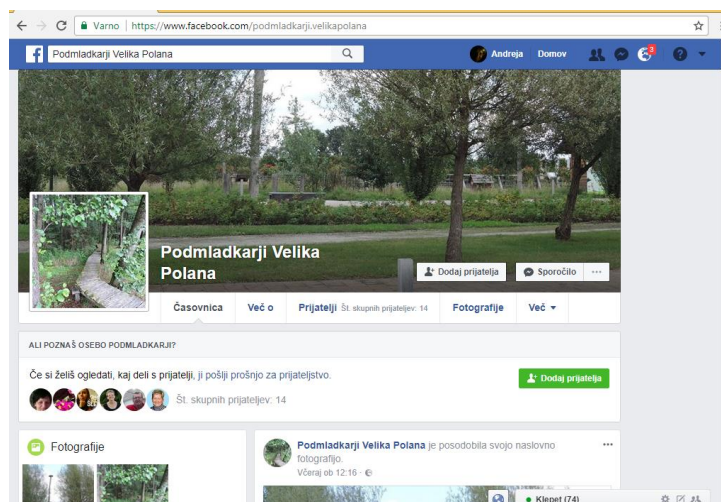 Varno | https://www.facebook.com/podmladkarji.velikapolana
Podmladkarji Velika Polana
Andreja Domov
3
Podmladkarji Velika
Polana
Dodaj prijatelja Sporočilo
Časovnica Več o Prijatelji Št. skupnih prijateljev: 14 Fotografije Več
ALI POZNAŠ OSEBO PODMLADKARJI?
Če si želiš ogledati, kaj deli s prijatelji, ji pošlji prošnjo za prijateljstvo.
Dodaj prijatelja
Št. skupnih prijateljev: 14
Fotografije
Podmladkarji Velika Polana je posodobila svojo naslovno
fotografijo.
Včeraj ob 12:16
Klepet (74)